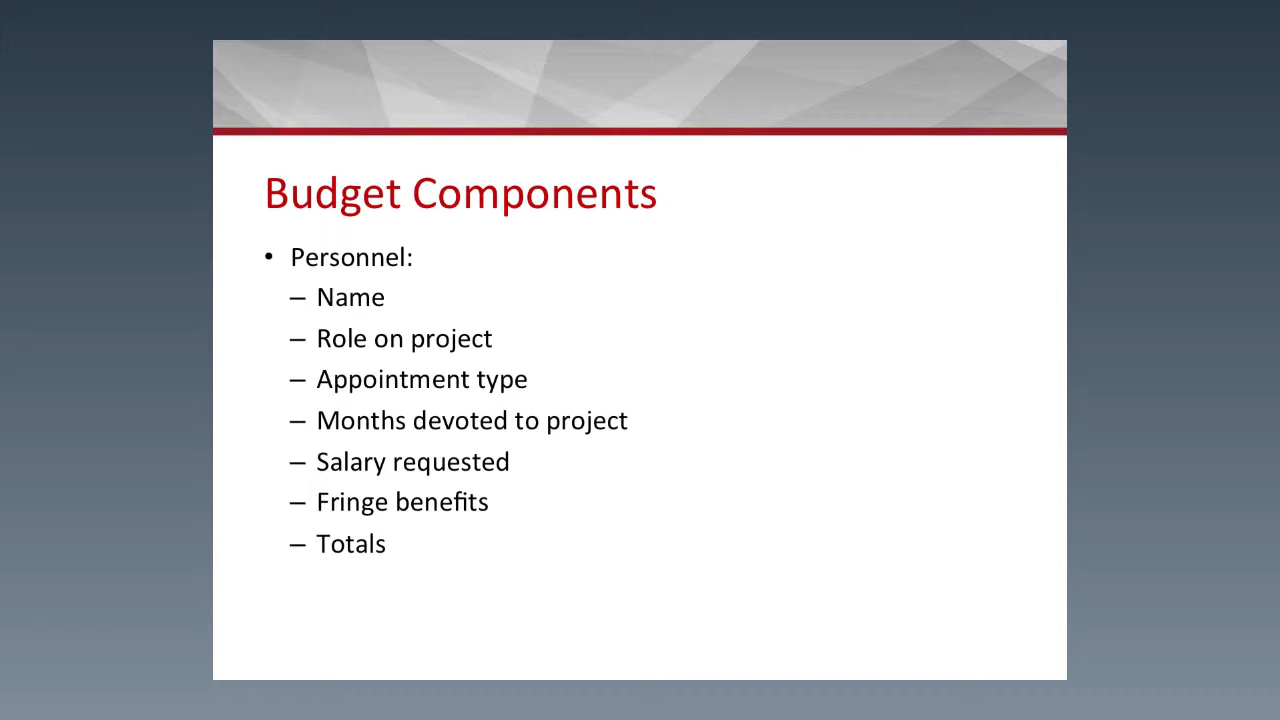 Budget Components
• Personnel:
– Name
– Role on project
– Appointment type
– Months devoted to project
– Salary requested
– Fringe benefits
– Totals